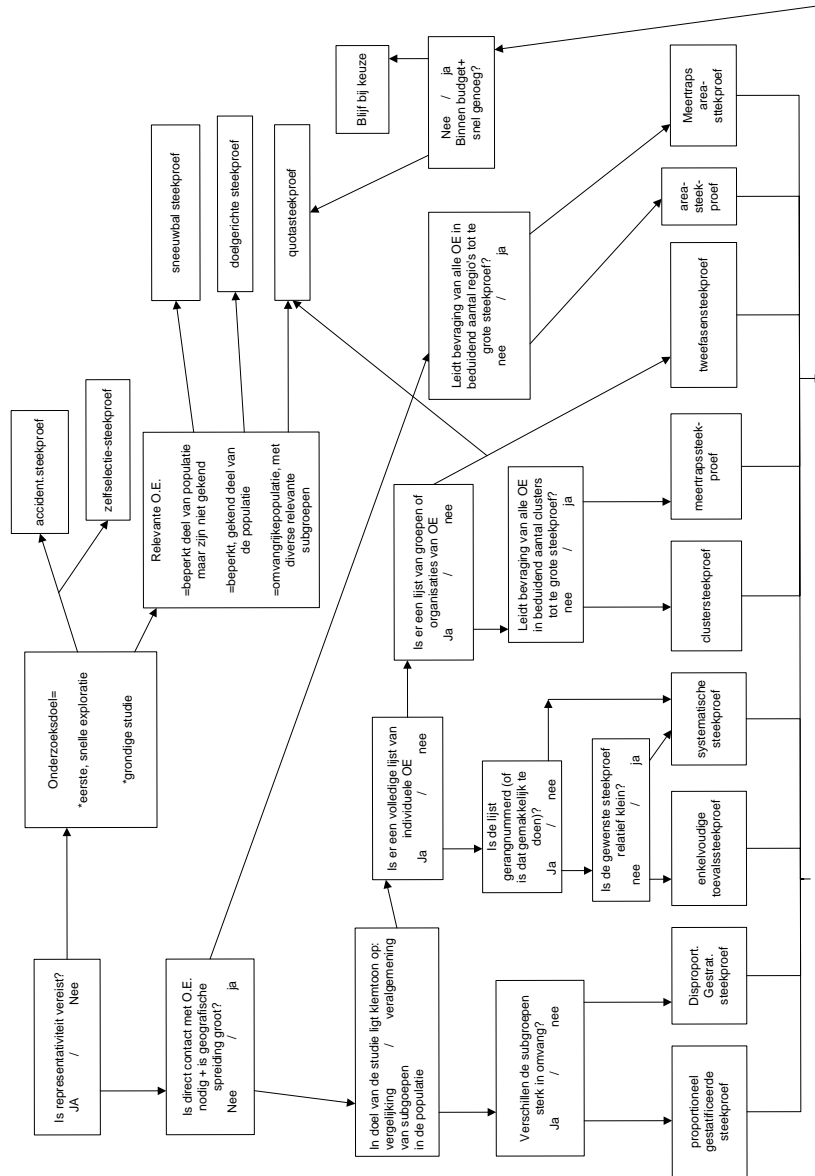 Is representativiteit vereist?
JA / Nee
Onderzoeksdoel=
*eerste, snelle exploratie
*grondige studie
accident.steekproef
zelfselectie-steekproef
Relevante O.E.
=beperkt deel van populatie
maar zijn niet gekend
=beperkt, gekend deel van
de populatie
=omvangrijkepopulatie, met
diverse relevante
subgroepen
sneeuwbal steekproef
doelgerichte steekproef
quotasteekproef
Blijf bij keuze
Nee / ja
Binnen budget+
snel genoeg?
Is direct contact met O.E.
nodig + is geografische
spreiding groot?
Nee / ja
In doel van de studie ligt klemtoon op:
vergelijking / veralgemening
van subgoepen
in de populatie
Is er een volledige lijst van
individuele OE
Ja / nee
Is er een lijst van groepen of
organisaties van OE
Ja / nee
Leidt bevraging van alle OE in
beduidend aantal regio's tot te
grote steekproef?
nee / ja
Verschillen de subgroepen
sterk in omvang?
Ja / nee
Is de lijst
gerangnummerd (of
is dat gemakkelijk te
doen)?
Ja / nee
Is de gewenste steekproef
relatief klein?
nee / ja
Leidt bevraging van alle OE
in beduidend aantal clusters
tot te grote steekproef?
nee / ja
proportioneel
gestatificeerde
steekproef
Disproport.
Gestrat.
steekproef
enkelvoudige
toevalssteekproef
systematische
steekproef
clustersteekproef
meertrapssteek-
proef
tweefasensteekproef
area-
steek-
proef
Meertraps
area-
sttekproef